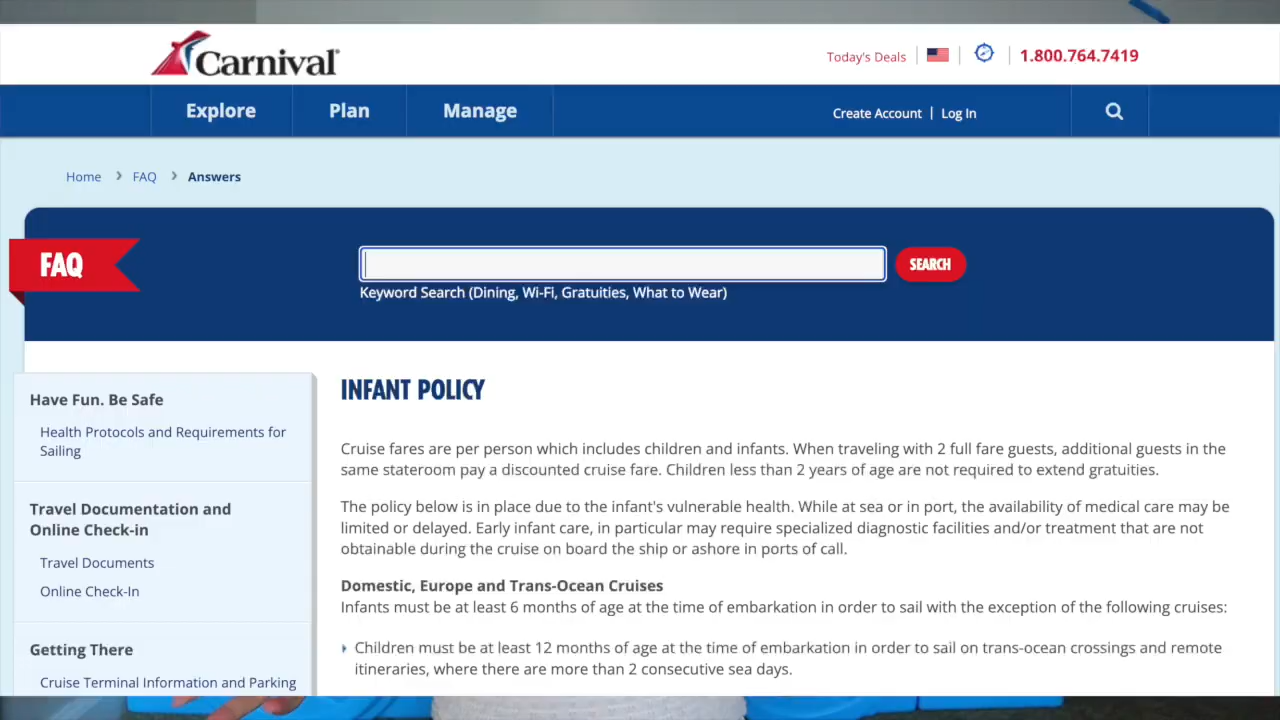 Carnival
Today's Deals
1.800.764.7419
Explore
Plan
Manage
Create Account | Log In
Home > FAQ > Answers
FAQ
SEARCH
Keyword Search (Dining, Wi-Fi, Gratuities, What to Wear)
Have Fun. Be Safe
Health Protocols and Requirements for
Sailing
Travel Documentation and
Online Check-in
Travel Documents
Online Check-In
Getting There
Cruise Terminal Information and Parking
INFANT POLICY
Cruise fares are per person which includes children and infants. When traveling with 2 full fare guests, additional guests in the
same stateroom pay a discounted cruise fare. Children less than 2 years of age are not required to extend gratuities.
The policy below is in place due to the infant's vulnerable health. While at sea or in port, the availability of medical care may be
limited or delayed. Early infant care, in particular may require specialized diagnostic facilities and/or treatment that are not
obtainable during the cruise on board the ship or ashore in ports of call.
Domestic, Europe and Trans-Ocean Cruises
Infants must be at least 6 months of age at the time of embarkation in order to sail with the exception of the following cruises:
Children must be at least 12 months of age at the time of embarkation in order to sail on trans-ocean crossings and remote
itineraries, where there are more than 2 consecutive sea days.